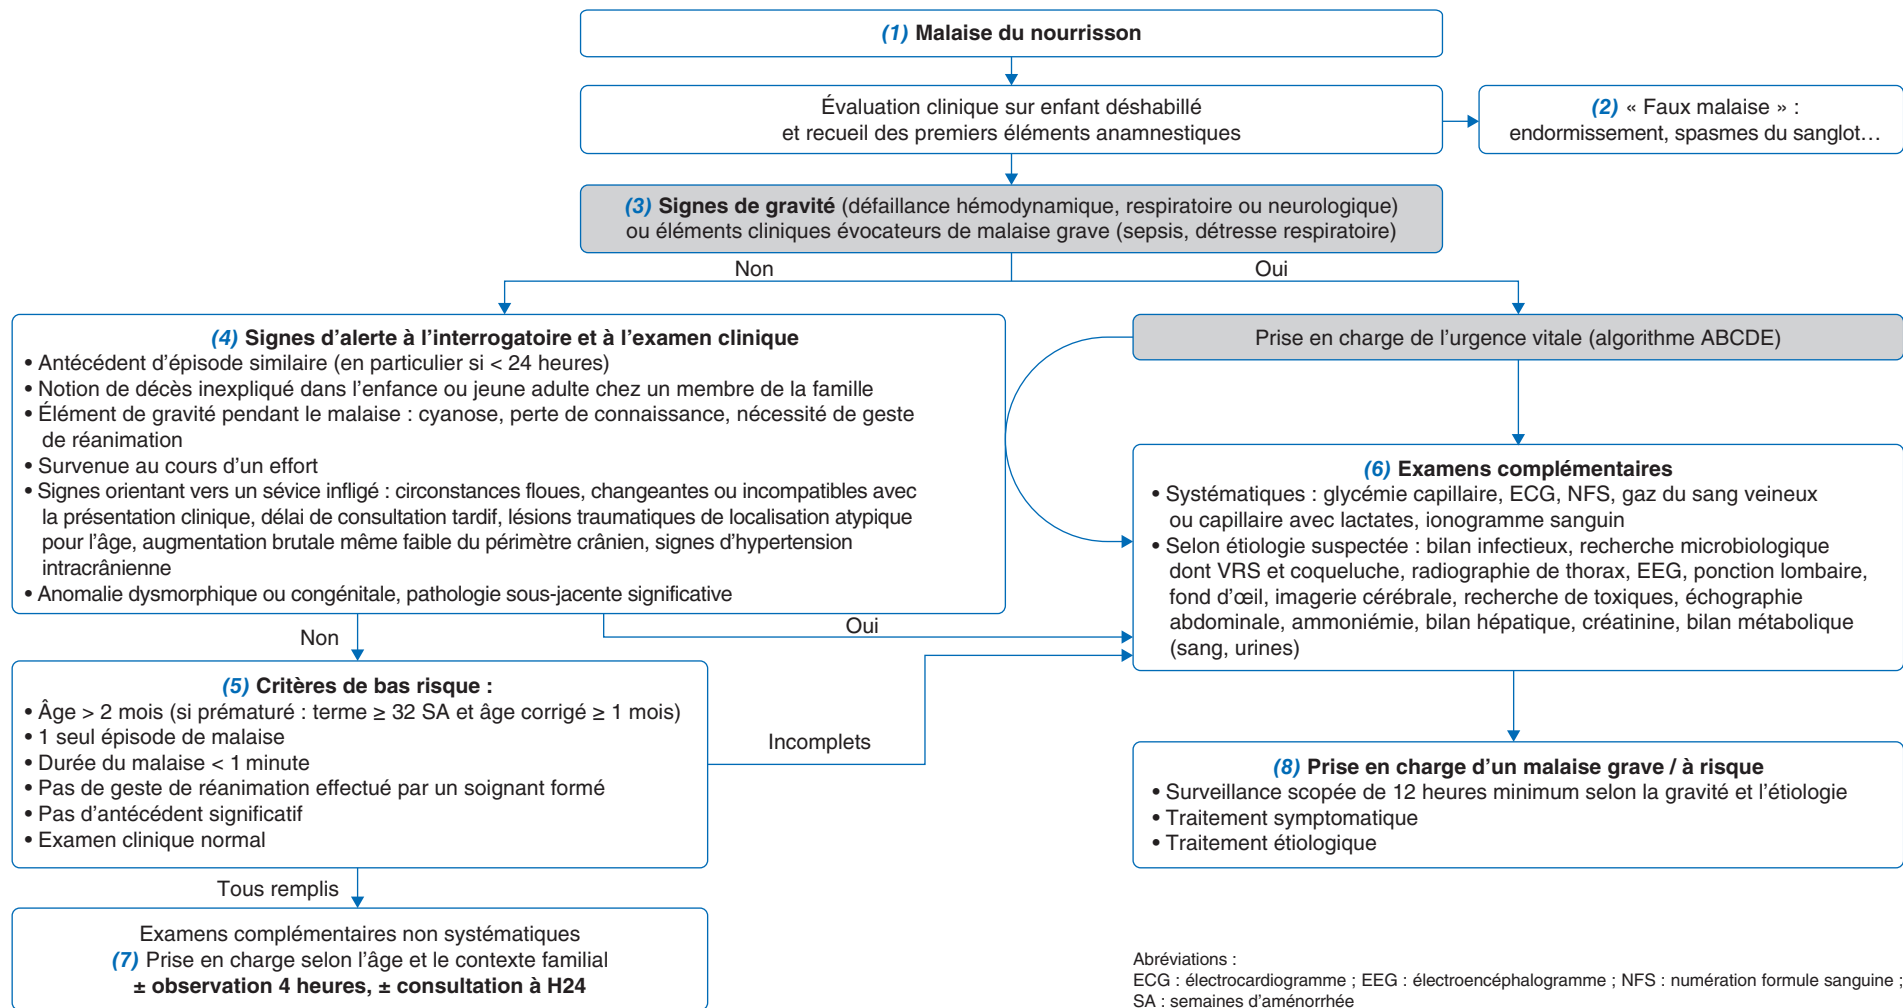 (1) Malaise du nourrisson
Évaluation clinique sur enfant déshabillé
et recueil des premiers éléments anamnestiques
(2) « Faux malaise » :
endormissement, spasmes du sanglot…
(3) Signes de gravité (défaillance hémodynamique, respiratoire ou neurologique)
ou éléments cliniques évocateurs de malaise grave (sepsis, détresse respiratoire)
Non
Oui
(4) Signes d’alerte à l’interrogatoire et à l’examen clinique
• Antécédent d’épisode similaire (en particulier si < 24 heures)
• Notion de décès inexpliqué dans l’enfance ou jeune adulte chez un membre de la famille
• Élément de gravité pendant le malaise : cyanose, perte de connaissance, nécessité de geste
de réanimation
• Survenue au cours d’un effort
• Signes orientant vers un sévice infligé : circonstances floues, changeantes ou incompatibles avec
la présentation clinique, délai de consultation tardif, lésions traumatiques de localisation atypique
pour l’âge, augmentation brutale même faible du périmètre crânien, signes d’hypertension
intracrânienne
• Anomalie dysmorphique ou congénitale, pathologie sous-jacente significative
Prise en charge de l’urgence vitale (algorithme ABCDE)
(6) Examens complémentaires
• Systématiques : glycémie capillaire, ECG, NFS, gaz du sang veineux
ou capillaire avec lactates, ionogramme sanguin
• Selon étiologie suspectée : bilan infectieux, recherche microbiologique
dont VRS et coqueluche, radiographie de thorax, EEG, ponction lombaire,
fond d’œil, imagerie cérébrale, recherche de toxiques, échographie
abdominale, ammoniémie, bilan hépatique, créatinine, bilan métabolique
(sang, urines)
Non
Oui
(5) Critères de bas risque :
• Âge > 2 mois (si prématuré : terme ≥ 32 SA et âge corrigé ≥ 1 mois)
• 1 seul épisode de malaise
• Durée du malaise < 1 minute
• Pas de geste de réanimation effectué par un soignant formé
• Pas d’antécédent significatif
• Examen clinique normal
Incomplets
(8) Prise en charge d’un malaise grave / à risque
• Surveillance scopée de 12 heures minimum selon la gravité et l’étiologie
• Traitement symptomatique
• Traitement étiologique
Tous remplis
Examens complémentaires non systématiques
(7) Prise en charge selon l’âge et le contexte familial
± observation 4 heures, ± consultation à H24
Abréviations :
ECG : électrocardiogramme ; EEG : électroencéphalogramme ; NFS : numération formule sanguine ;
SA : semaines d’aménorrhée